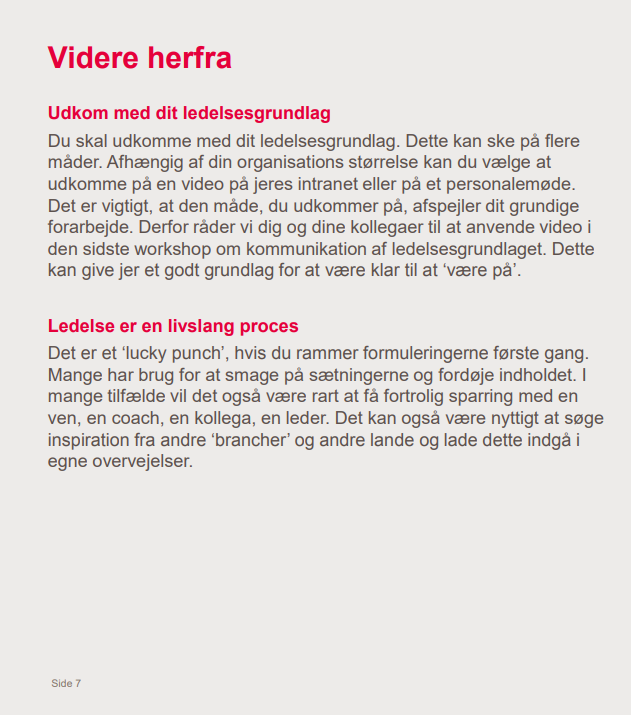 Videre herfra
Udkom med dit ledelsesgrundlag
Du skal udkomme med dit ledelsesgrundlag. Dette kan ske på flere
måder. Afhængig af din organisations størrelse kan du vælge at
udkomme på en video på jeres intranet eller på et personalemøde.
Det er vigtigt, at den måde, du udkommer på, afspejler dit grundige
forarbejde. Derfor råder vi dig og dine kollegaer til at anvende video i
den sidste workshop om kommunikation af ledelsesgrundlaget. Dette
kan give jer et godt grundlag for at være klar til at ‘være på’.
Ledelse er en livslang proces
Det er et ‘lucky punch’, hvis du rammer formuleringerne første gang.
Mange har brug for at smage på sætningerne og fordøje indholdet. I
mange tilfælde vil det også være rart at få fortrolig sparring med en
ven, en coach, en kollega, en leder. Det kan også være nyttigt at søge
inspiration fra andre ‘brancher’ og andre lande og lade dette indgå i
egne overvejelser.
Side 7